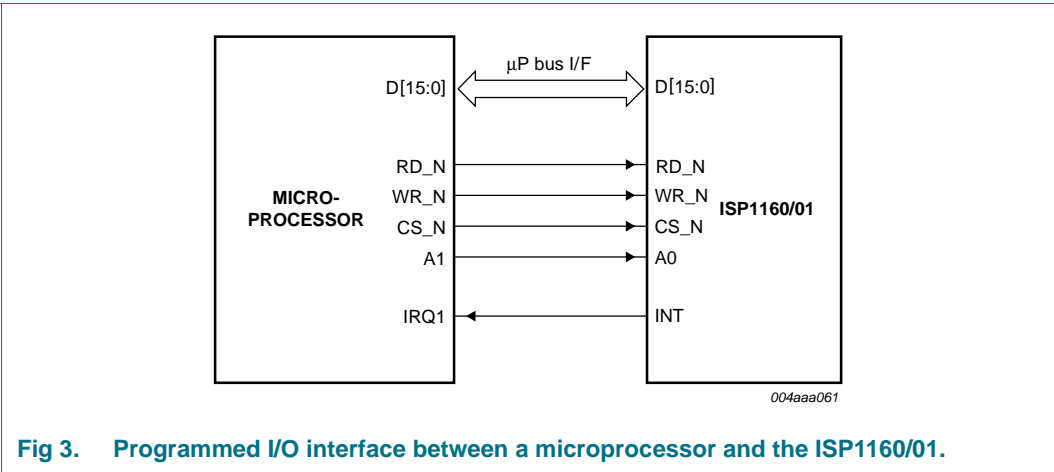 µP bus I/F
D[15:0] D[15:0]
RD_N RD_N
WR_N WR_N
MICRO-
PROCESSOR
ISP1160/01
CS_N CS_N
A1 A0
IRQ1 INT
004aaa061
Fig 3. Programmed I/O interface between a microprocessor and the ISP1160/01.